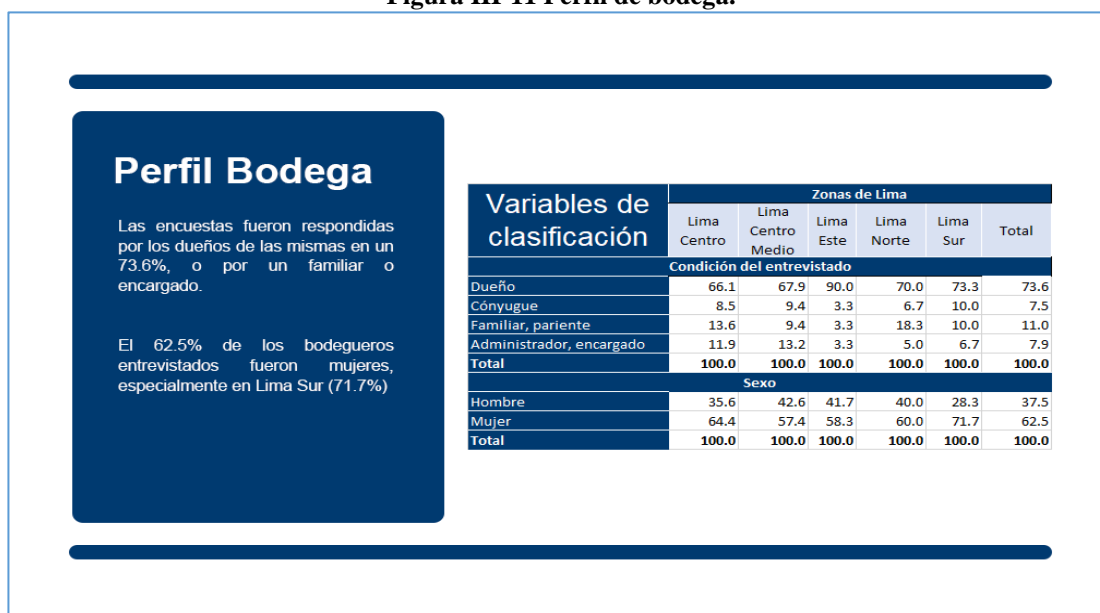 Figura III 11 Perfil de bodega.
Perfil Bodega
Las encuestas fueron respondidas
por los dueños de las mismas en un
73.6%, o por un familiar o
encargado.
El 62.5% de los bodegueros
entrevistados fueron mujeres,
especialmente en Lima Sur (71.7%)
Variables de clasificación
Zonas de Lima
Lima Centro Lima Centro Medio Lima Este Lima Norte Lima Sur Total
Condición del entrevistado
Dueño 66.1 67.9 90.0 70.0 73.3 73.6
Cónyugue 8.5 9.4 3.3 6.7 10.0 7.5
Familiar, pariente 13.6 9.4 3.3 18.3 10.0 11.0
Administrador, encargado 11.9 13.2 3.3 5.0 6.7 7.9
Total 100.0 100.0 100.0 100.0 100.0 100.0
Sexo
Hombre 35.6 42.6 41.7 40.0 28.3 37.5
Mujer 64.4 57.4 58.3 60.0 71.7 62.5
Total 100.0 100.0 100.0 100.0 100.0 100.0